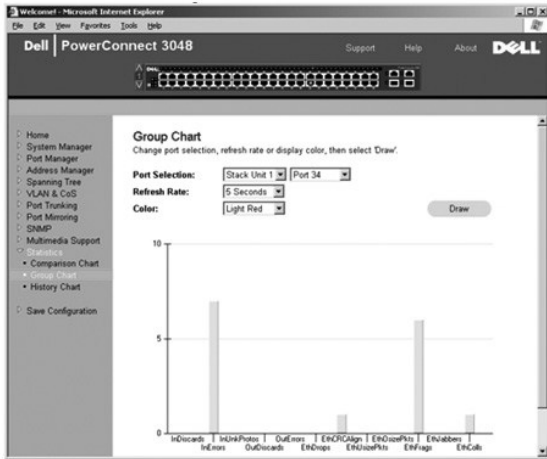 Welcome! - Microsoft Internet Explorer
File Edit View Favorites Tools Help
Dell PowerConnect 3048
Support Help About DELL
Home
System Manager
Port Manager
Address Manager
Spanning Tree
VLAN & CoS
Port Trunking
Port Mirroring
SNMP
Multimedia Support
Statistics
Comparison Chart
Group Chart
History Chart
Save Configuration
Group Chart
Change port selection, refresh rate or display color, then select 'Draw'.
Port Selection: Stack Unit 1 Port 34
Refresh Rate: 5 Seconds
Color: Light Red
Draw
10
5
0
InDiscards InUnkProtos OutErrors EthCRCAlign EthOsizePkts EthJabbers
InErrors OutDiscards EthDrops EthUsizePkts EthFrags EthColls